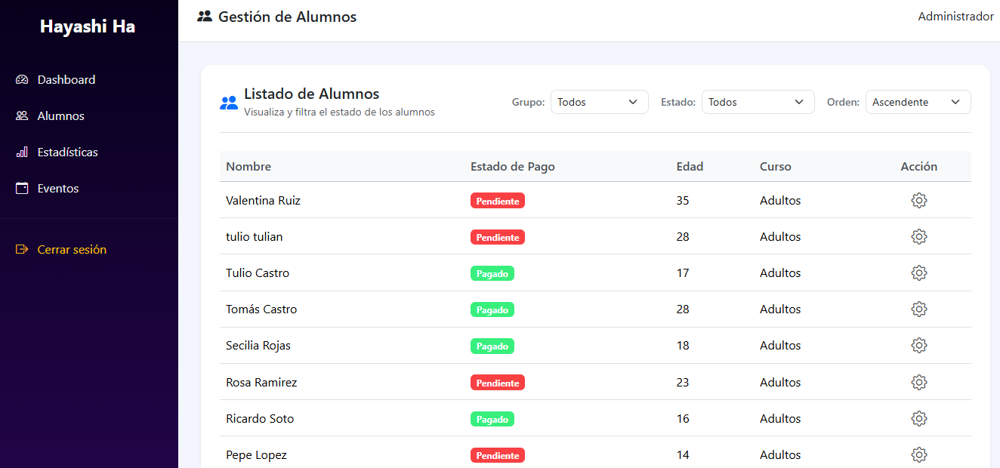 Hayashi Ha
Dashboard
Alumnos
Estadísticas
Eventos
Cerrar sesión
Gestión de Alumnos
Administrador
Listado de Alumnos
Visualiza y filtra el estado de los alumnos
Grupo: Todos Estado: Todos Orden: Ascendente
Nombre Estado de Pago Edad Curso Acción
Valentina Ruiz Pendiente 35 Adultos
tulio tulian Pendiente 28 Adultos
Tulio Castro Pagado 17 Adultos
Tomás Castro Pagado 28 Adultos
Secilia Rojas Pagado 18 Adultos
Rosa Ramirez Pendiente 23 Adultos
Ricardo Soto Pagado 16 Adultos
Pepe Lopez Pendiente 14 Adultos